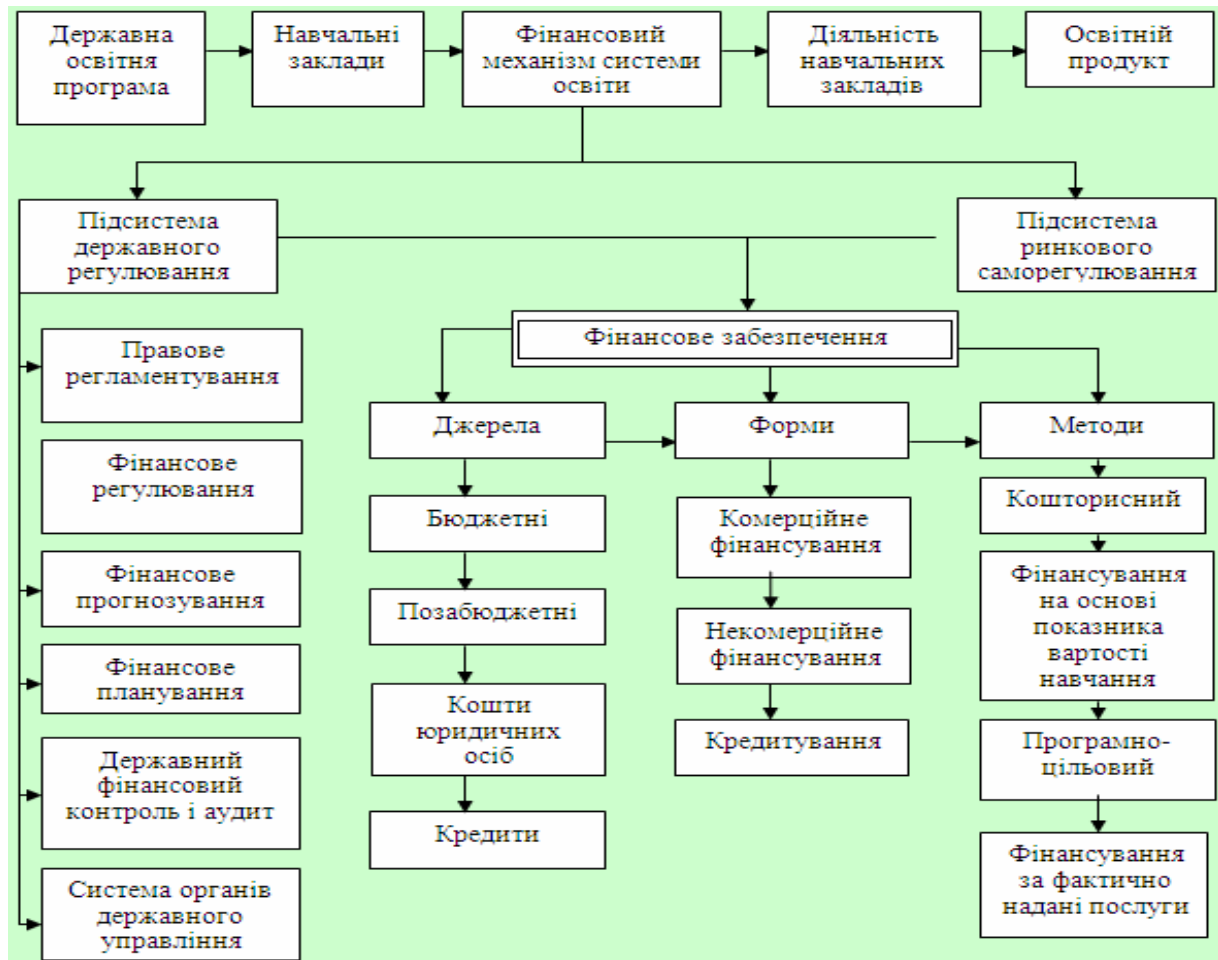 Державна
освітня
програма
Навчальні
заклади
Фінансовий
механізм системи
освіти
Діяльність
навчальних
закладів
Освітній
продукт
Підсистема
державного
регулювання
Підсистема
ринкового
саморегулювання
Фінансове забезпечення
Правове
регламентування
Фінансове
регулювання
Фінансове
прогнозування
Фінансове
планування
Державний
фінансовий
контроль і аудит
Система органів
державного
управління
Джерела
Бюджетні
Позабюджетні
Кошти
юридичних
осіб
Кредити
Форми
Комерційне
фінансування
Некомерційне
фінансування
Кредитування
Методи
Кошторисний
Фінансування
на основі
показника
вартості
навчання
Програмно-
цільовий
Фінансування
за фактично
надані послуги